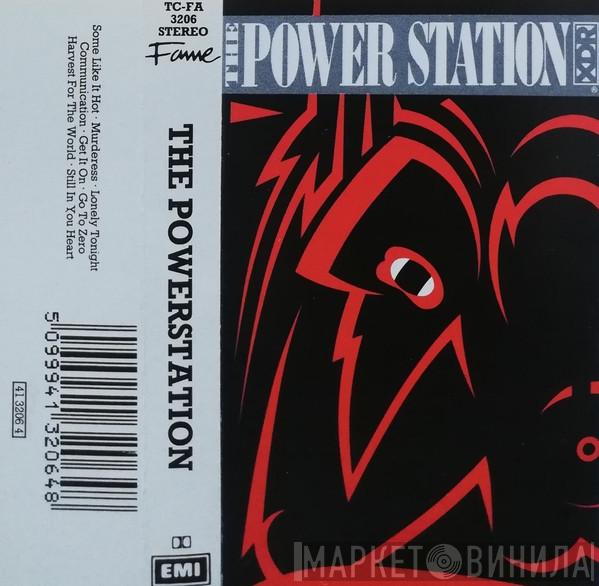 TC-FA
3206
STEREO
Fame
THE POWERSTATION
EMI
Some Like It Hot · Murderess · Lonely Tonight
Communication · Get It On · Go To Zero
Harvest For The World · Still In You Heart
5 099941 320648
41 3206 4
THE POWER STATION
XDR
®
МАРКЕТ ВИНИЛА